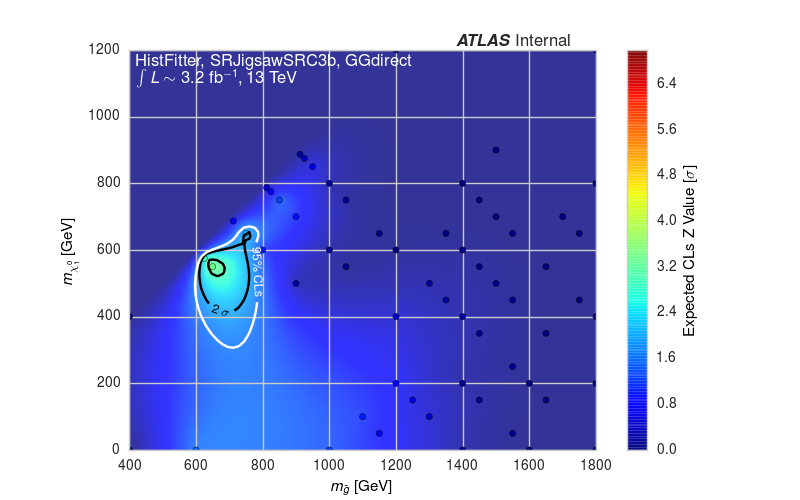 ATLAS Internal
HistFitter, SRJigsawSRC3b, GGdirect
∫ L ∼ 3.2 fb⁻¹, 13 TeV
1200
1000
800
600
400
200
0
m_χ̃₁⁰ [GeV]
95% CLs
2 σ
400 600 800 1000 1200 1400 1600 1800
m_g̃ [GeV]
6.4
5.6
4.8
4.0
3.2
2.4
1.6
0.8
0.0
Expected CLs Z Value [σ]